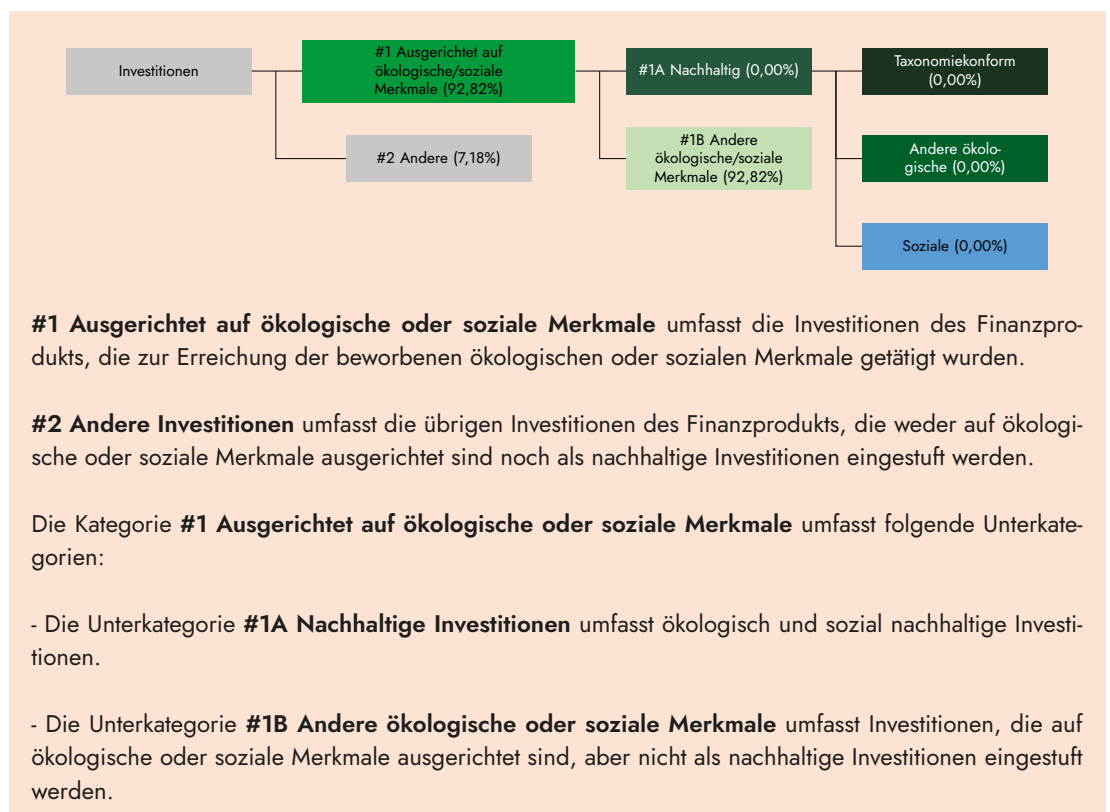 Investitionen
#1 Ausgerichtet auf
ökologische/soziale
Merkmale (92,82%)
#1A Nachhaltig (0,00%)
Taxonomiekonform
(0,00%)
#2 Andere (7,18%)
#1B Andere
ökologische/soziale
Merkmale (92,82%)
Andere ökolo-
gische (0,00%)
Soziale (0,00%)
#1 Ausgerichtet auf ökologische oder soziale Merkmale umfasst die Investitionen des Finanzpro-
dukts, die zur Erreichung der beworbenen ökologischen oder sozialen Merkmale getätigt wurden.
#2 Andere Investitionen umfasst die übrigen Investitionen des Finanzprodukts, die weder auf ökologi-
sche oder soziale Merkmale ausgerichtet sind noch als nachhaltige Investitionen eingestuft werden.
Die Kategorie #1 Ausgerichtet auf ökologische oder soziale Merkmale umfasst folgende Unterkate-
gorien:
- Die Unterkategorie #1A Nachhaltige Investitionen umfasst ökologisch und sozial nachhaltige Investi-
tionen.
- Die Unterkategorie #1B Andere ökologische oder soziale Merkmale umfasst Investitionen, die auf
ökologische oder soziale Merkmale ausgerichtet sind, aber nicht als nachhaltige Investitionen eingestuft
werden.